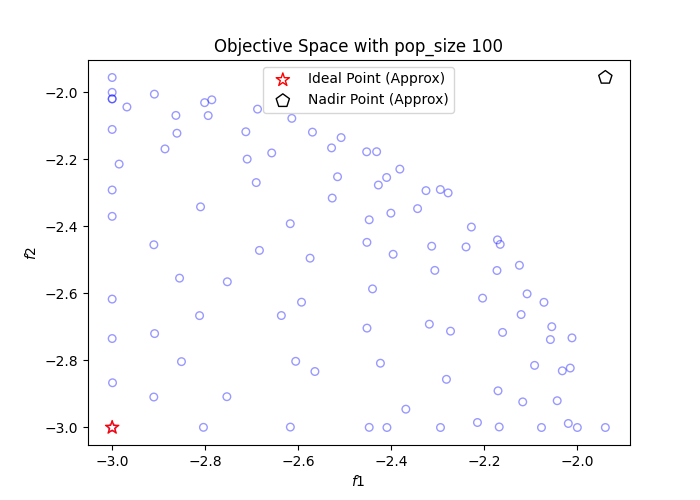 Objective Space with pop_size 100
Ideal Point (Approx)
Nadir Point (Approx)
f2
−2.0
−2.2
−2.4
−2.6
−2.8
−3.0
−3.0
−2.8
−2.6
−2.4
−2.2
−2.0
f1